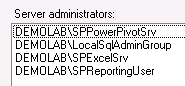 Server administrators:
DEMOLAB\SPPowerPivotSrv
DEMOLAB\LocalSqlAdminGroup
DEMOLAB\SPExcelSrv
DEMOLAB\SPReportingUser